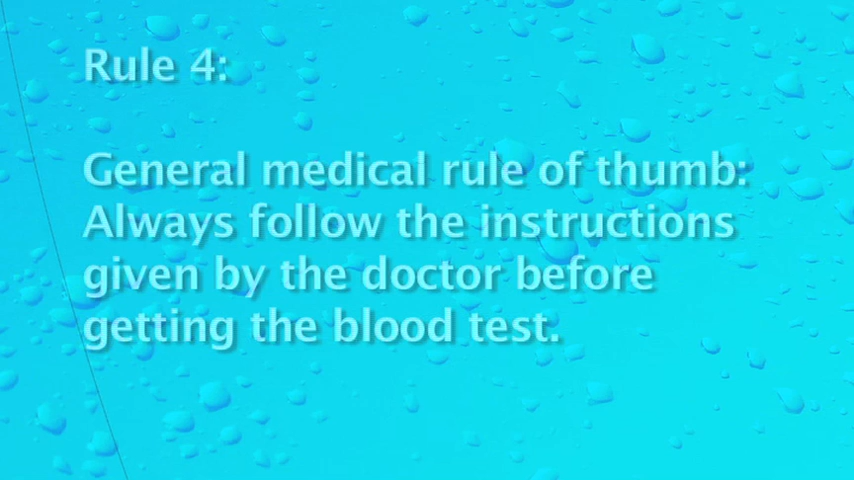 Rule 4:
General medical rule of thumb:
Always follow the instructions
given by the doctor before
getting the blood test.